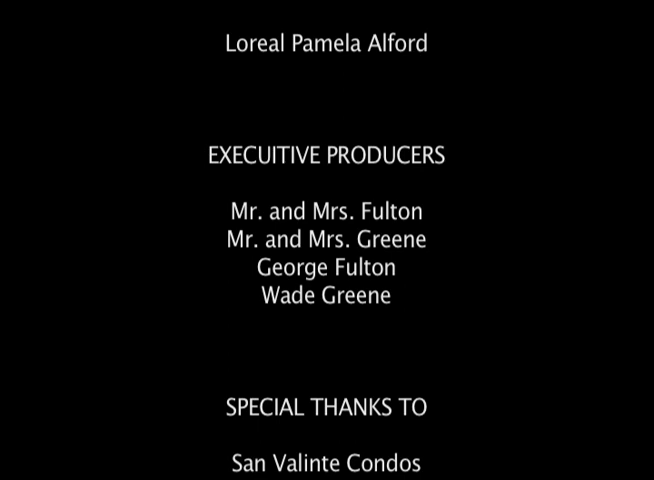 Loreal Pamela Alford
EXECUITIVE PRODUCERS
Mr. and Mrs. Fulton
Mr. and Mrs. Greene
George Fulton
Wade Greene
SPECIAL THANKS TO
San Valinte Condos